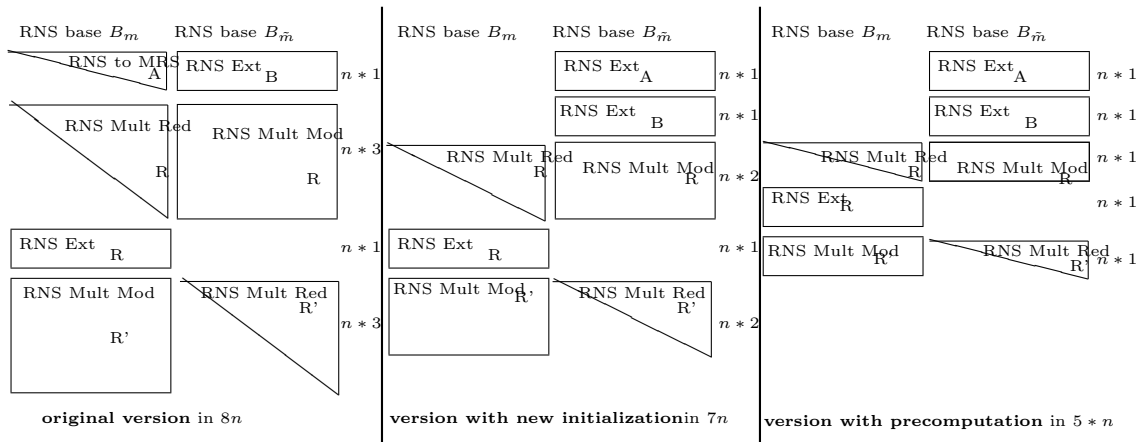 RNS base B_m RNS base B_m̃
RNS to MRS
A
RNS Ext
B
n * 1
RNS Mult Red
R
RNS Mult Mod
R
n * 3
RNS Ext
R
n * 1
RNS Mult Mod
R'
RNS Mult Red
R'
n * 3
original version in 8n
RNS base B_m RNS base B_m̃
RNS Ext
A
n * 1
RNS Ext
B
n * 1
RNS Mult Red
R
RNS Mult Mod
R
n * 2
RNS Ext
R
n * 1
RNS Mult Mod
R'
RNS Mult Red
R'
n * 2
version with new initialization in 7n
RNS base B_m RNS base B_m̃
RNS Ext
A
n * 1
RNS Ext
B
n * 1
RNS Mult Red
R
RNS Mult Mod
R
n * 1
RNS Ext
R
n * 1
RNS Mult Mod
R'
RNS Mult Red
R'
n * 1
version with precomputation in 5 * n